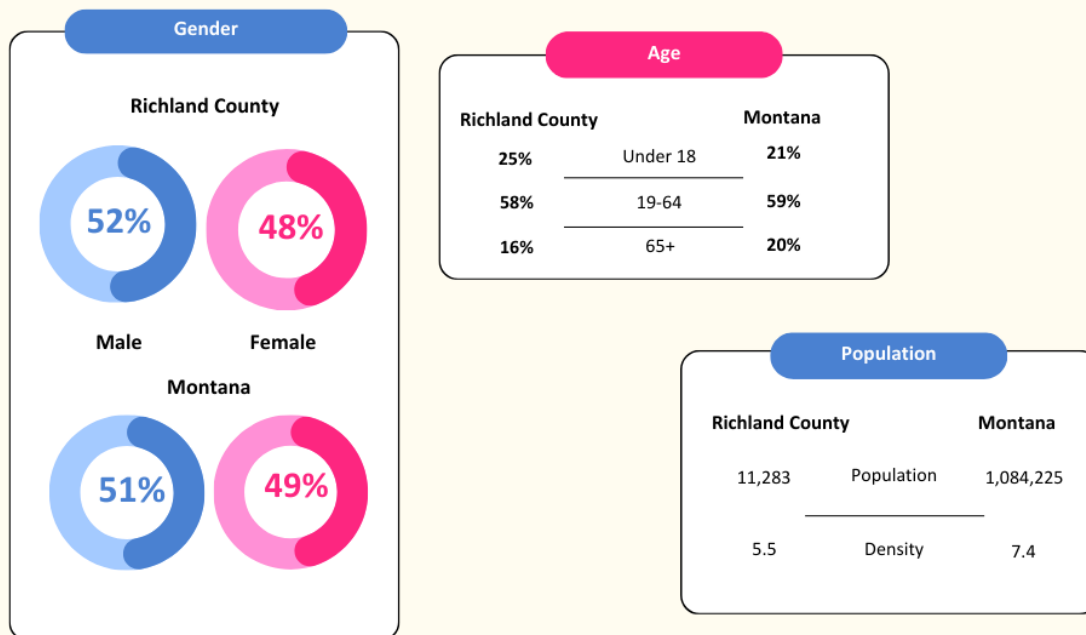 Gender
Richland County
52%
48%
Male
Female
Montana
51%
49%
Age
Richland County
Montana
25%
Under 18
21%
58%
19-64
59%
16%
65+
20%
Population
Richland County
Montana
11,283
Population
1,084,225
5.5
Density
7.4